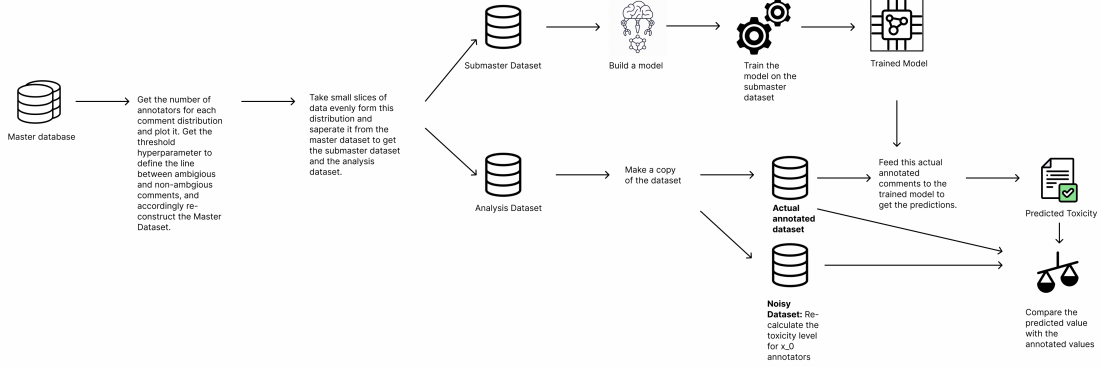 Master database
Get the number of
annotators for each
comment distribution
and plot it. Get the
threshold
hyperparameter to
define the line
between ambigious
and non-ambgious
comments, and
accordingly re-
construct the Master
Dataset.
Take small slices of
data evenly form this
distribution and
saperate it from the
master dataset to get
the submaster dataset
and the analysis
dataset.
Submaster Dataset
Build a model
Train the
model on the
submaster
dataset
Trained Model
Analysis Dataset
Make a copy
of the dataset
Actual
annotated
dataset
Feed this actual
annotated
comments to the
trained model to
get the predictions.
Predicted Toxicity
Noisy
Dataset: Re-
calculate the
toxicity level
for x_0
annotators
Compare the
predicted value
with the
annotated values